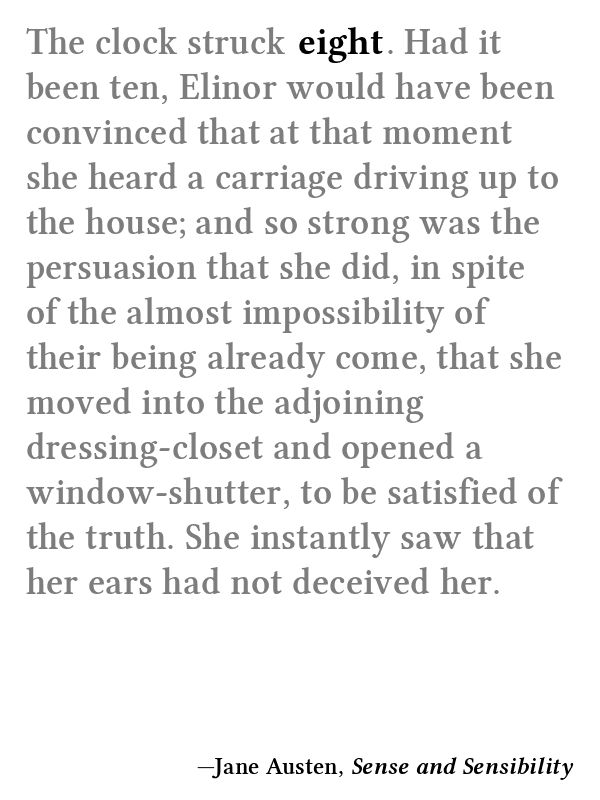 The clock struck eight. Had it
been ten, Elinor would have been
convinced that at that moment
she heard a carriage driving up to
the house; and so strong was the
persuasion that she did, in spite
of the almost impossibility of
their being already come, that she
moved into the adjoining
dressing-closet and opened a
window-shutter, to be satisfied of
the truth. She instantly saw that
her ears had not deceived her.
—Jane Austen, Sense and Sensibility